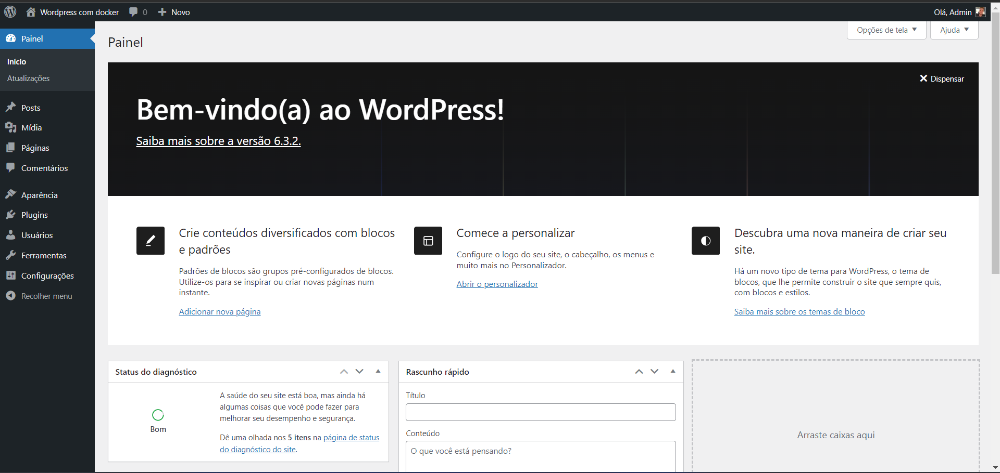 Wordpress com docker
0
Novo
Olá, Admin
Opções de tela
Ajuda
Painel
Início
Atualizações
Posts
Mídia
Páginas
Comentários
Aparência
Plugins
Usuários
Ferramentas
Configurações
Recolher menu
Painel
Dispensar
Bem-vindo(a) ao WordPress!
Saiba mais sobre a versão 6.3.2.
Crie conteúdos diversificados com blocos
e padrões
Padrões de blocos são grupos pré-configurados de blocos.
Utilize-os para se inspirar ou criar novas páginas num
instante.
Adicionar nova página
Comece a personalizar
Configure o logo do seu site, o cabeçalho, os menus e
muito mais no Personalizador.
Abrir o personalizador
Descubra uma nova maneira de criar seu
site.
Há um novo tipo de tema para WordPress, o tema de
blocos, que lhe permite construir o site que sempre quis,
com blocos e estilos.
Saiba mais sobre os temas de bloco
Status do diagnóstico
Bom
A saúde do seu site está boa, mas ainda há
algumas coisas que você pode fazer para
melhorar seu desempenho e segurança.
Dê uma olhada nos 5 itens na página de status
do diagnóstico do site.
Rascunho rápido
Título
Conteúdo
O que você está pensando?
Arraste caixas aqui